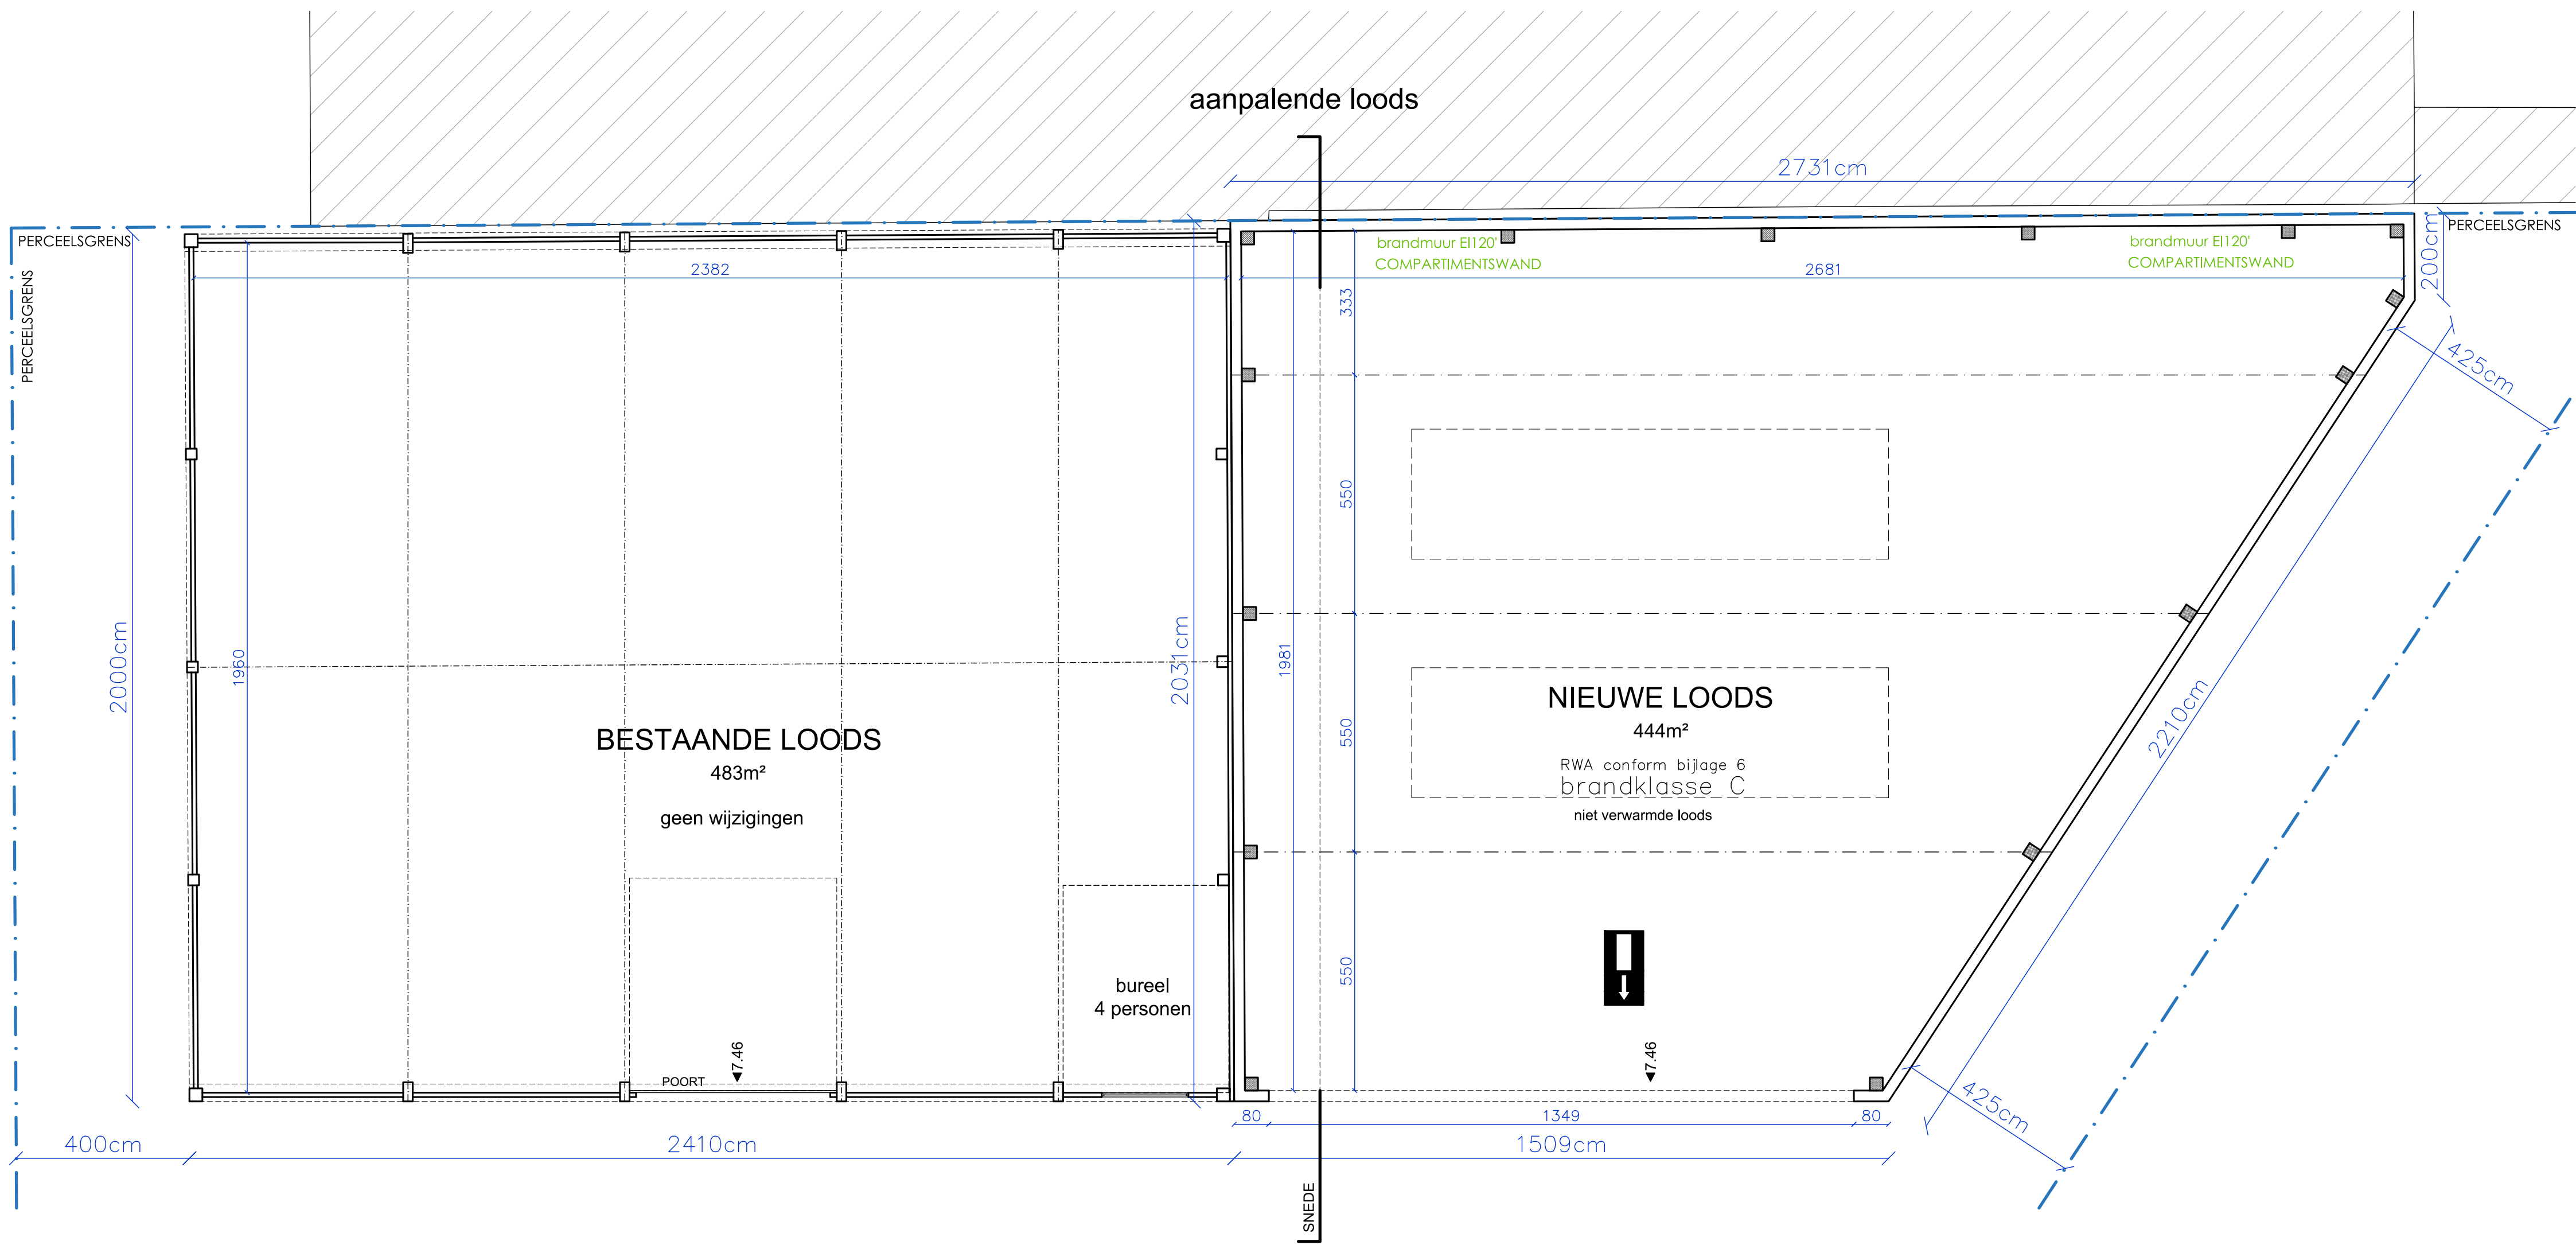 aanpalende loods
2731cm
PERCEELSGRENS
PERCEELSGRENS
PERCEELSGRENS
brandmuur EI120'
COMPARTIMENTSWAND
brandmuur EI120'
COMPARTIMENTSWAND
200cm
2382
2681
333
425cm
550
2000cm
1960
2031cm
1981
BESTAANDE LOODS
483m²
geen wijzigingen
NIEUWE LOODS
444m²
RWA conform bijlage 6
brandklasse C
niet verwarmde loods
550
2210cm
550
bureel
4 personen
7.46
POORT
7.46
80
1349
80
425cm
400cm
2410cm
1509cm
SNEDE